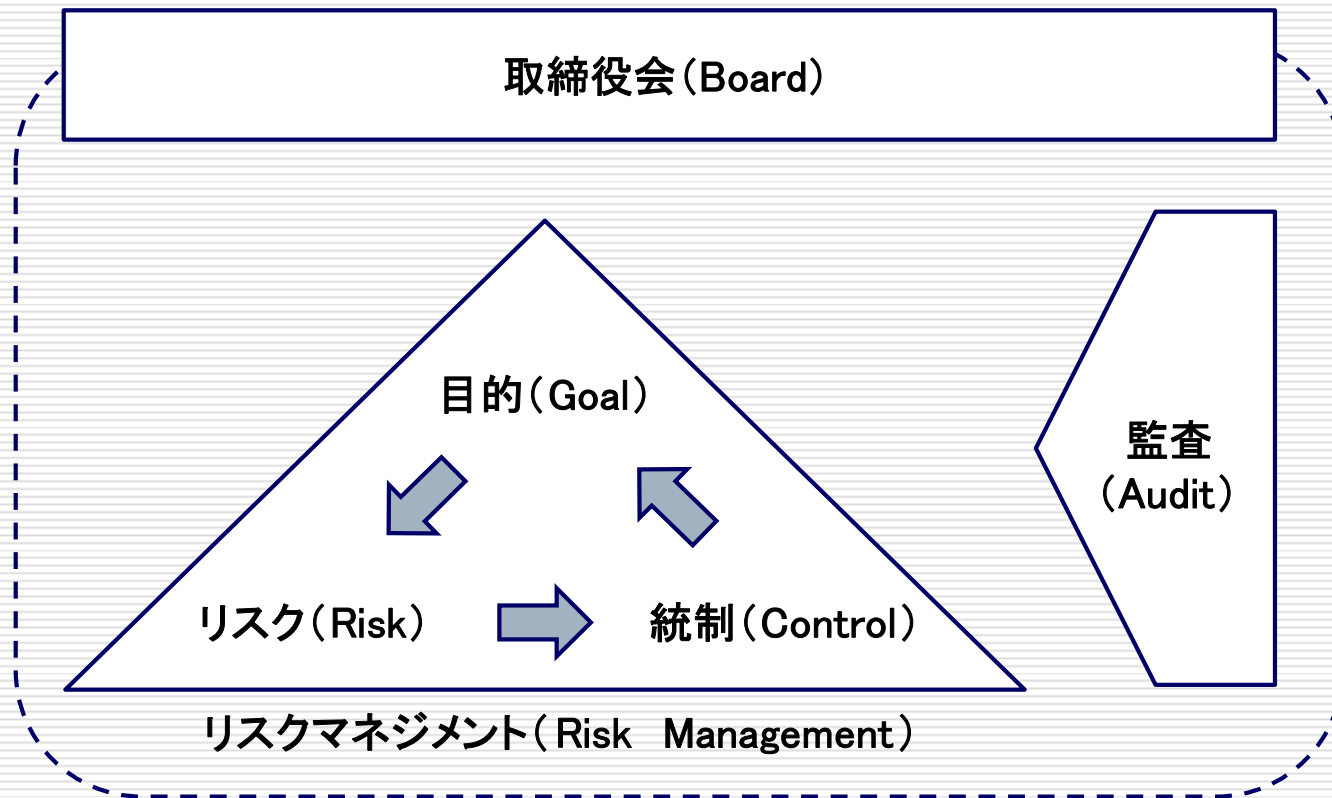 取締役会(Board)
目的(Goal)
監査
(Audit)
リスク(Risk)
統制(Control)
リスクマネジメント(Risk Management)